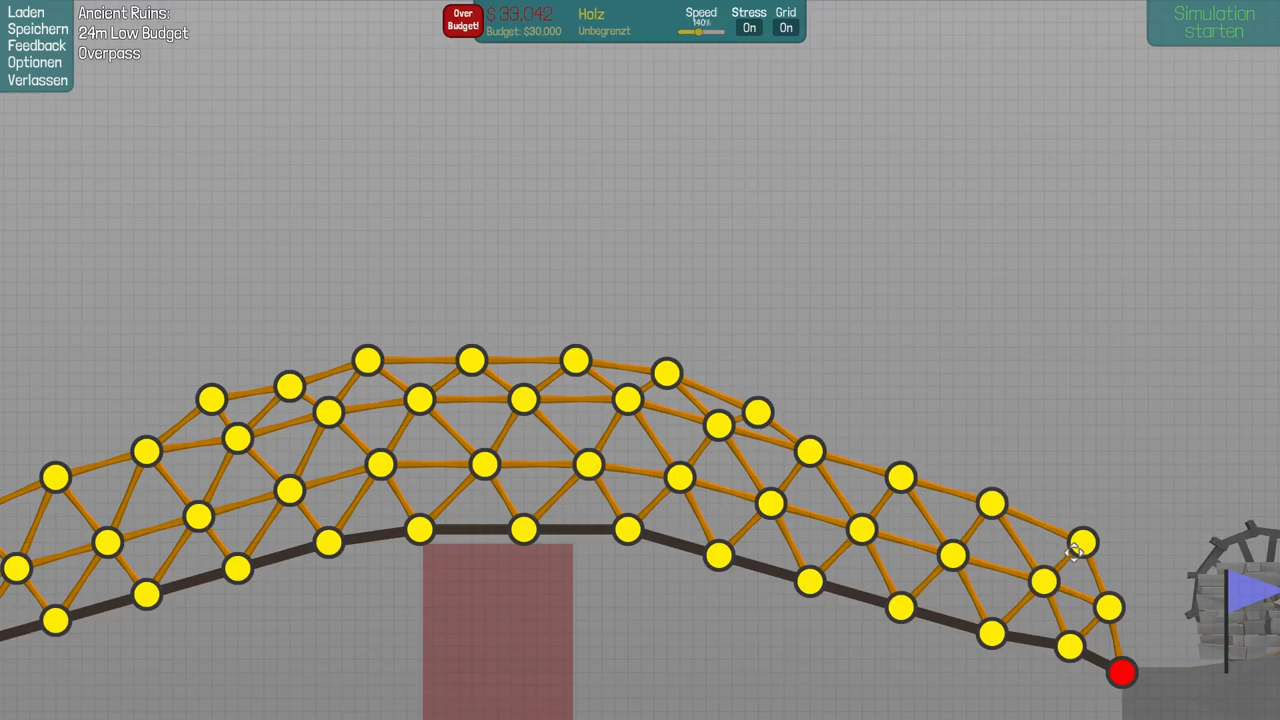 Laden
Speichern
Feedback
Optionen
Verlassen
Ancient Ruins:
24m Low Budget
Overpass
Over
Budget!
$ 33,042
Budget: $30,000
Holz
Unbegrenzt
Speed
140%
Stress
On
Grid
On
Simulation
starten